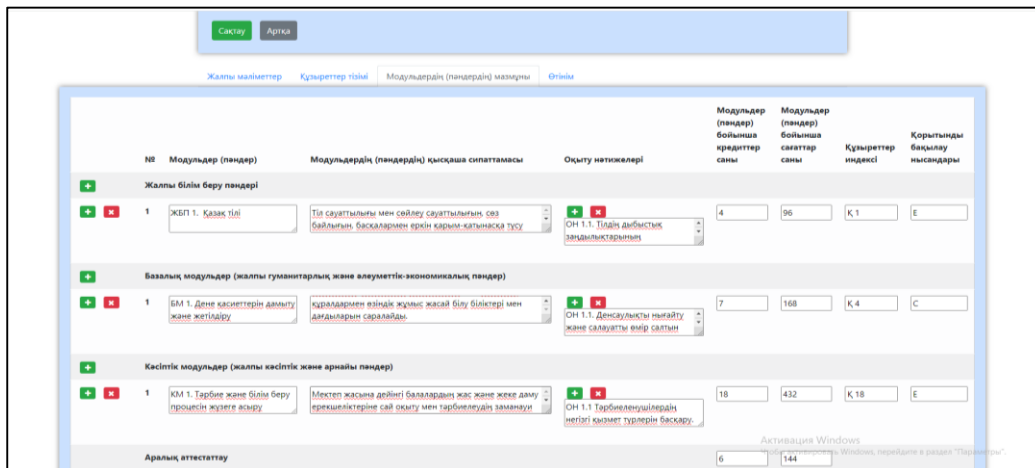 Сақтау Артқа
Жалпы мәліметтер Құзыреттер тізімі Модульдердің (пәндердің) мазмұны Өтінім
№ Модульдер (пәндер) Модульдердің (пәндердің) қысқаша сипаттамасы Оқыту нәтижелері Модульдер (пәндер) бойынша кредиттер саны Модульдер (пәндер) бойынша сағаттар саны Құзыреттер индексі Қорытынды бақылау нысандары
Жалпы білім беру пәндері
1 ЖБП 1. Қазақ тілі
Тіл сауаттылығы мен сөйлеу сауаттылығын, сөз
байлығын, басқалармен еркін қарым-қатынасқа түсу
ОН 1.1. Тілдің дыбыстық
заңдылықтарының
4 96 Қ 1 Е
Базалық модульдер (жалпы гуманитарлық және әлеуметтік-экономикалық пәндер)
1 БМ 1. Дене қасиеттерін дамыту
және жетілдіру
құралдармен өзіндік жұмыс жасай білу біліктері мен
дағдыларын саралайды.
ОН 1.1. Денсаулықты нығайту
және салауатты өмір салтын
7 168 Қ 4 С
Кәсіптік модульдер (жалпы кәсіптік және арнайы пәндер)
1 КМ 1. Тәрбие және білім беру
процесін жүзеге асыру
Мектеп жасына дейінгі балалардың жас және жеке даму
ерекшеліктеріне сай оқыту мен тәрбиелеудің заманауи
ОН 1.1 Тәрбиеленушілердің
негізгі қызмет түрлерін басқару.
18 432 Қ 18 Е
Аралық аттестаттау 6 144
Активация Windows
Чтобы активировать Windows, перейдите в раздел "Параметры".